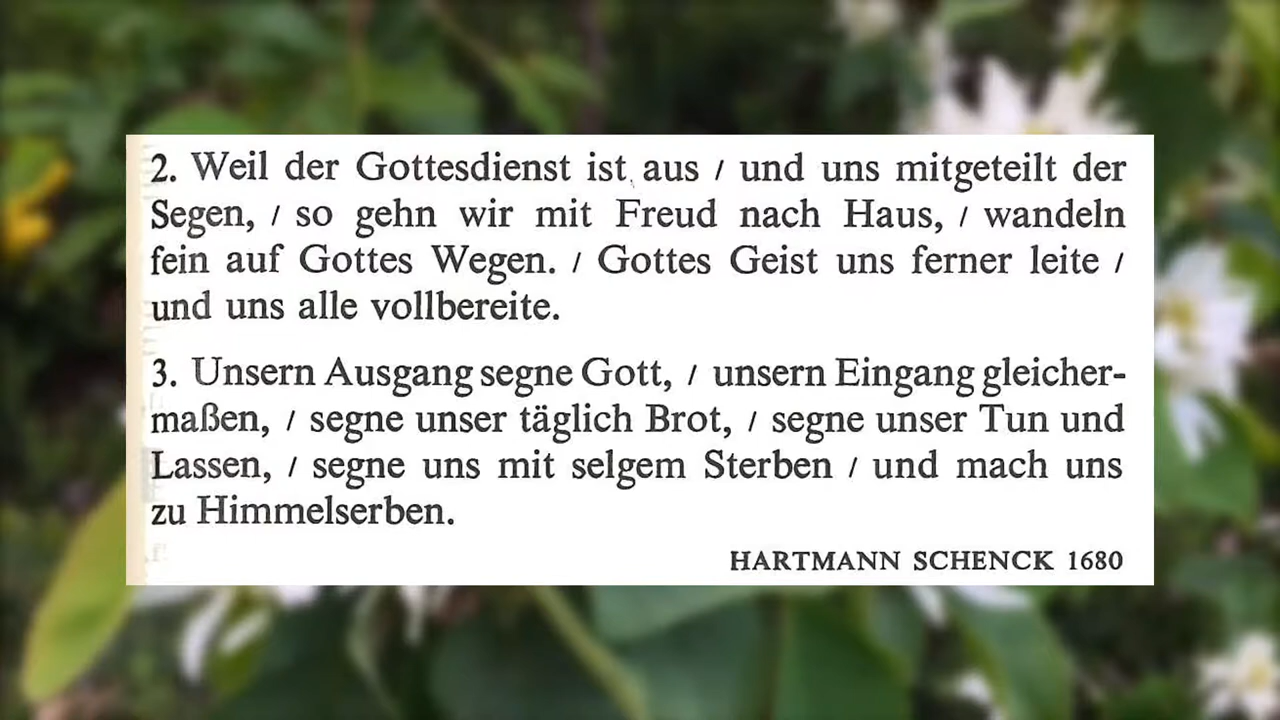 2. Weil der Gottesdienst ist aus / und uns mitgeteilt der
Segen, / so gehn wir mit Freud nach Haus, / wandeln
fein auf Gottes Wegen. / Gottes Geist uns ferner leite /
und uns alle vollbereite.
3. Unsern Ausgang segne Gott, / unsern Eingang gleicher-
maßen, / segne unser täglich Brot, / segne unser Tun und
Lassen, / segne uns mit selgem Sterben / und mach uns
zu Himmelserben.
HARTMANN SCHENCK 1680